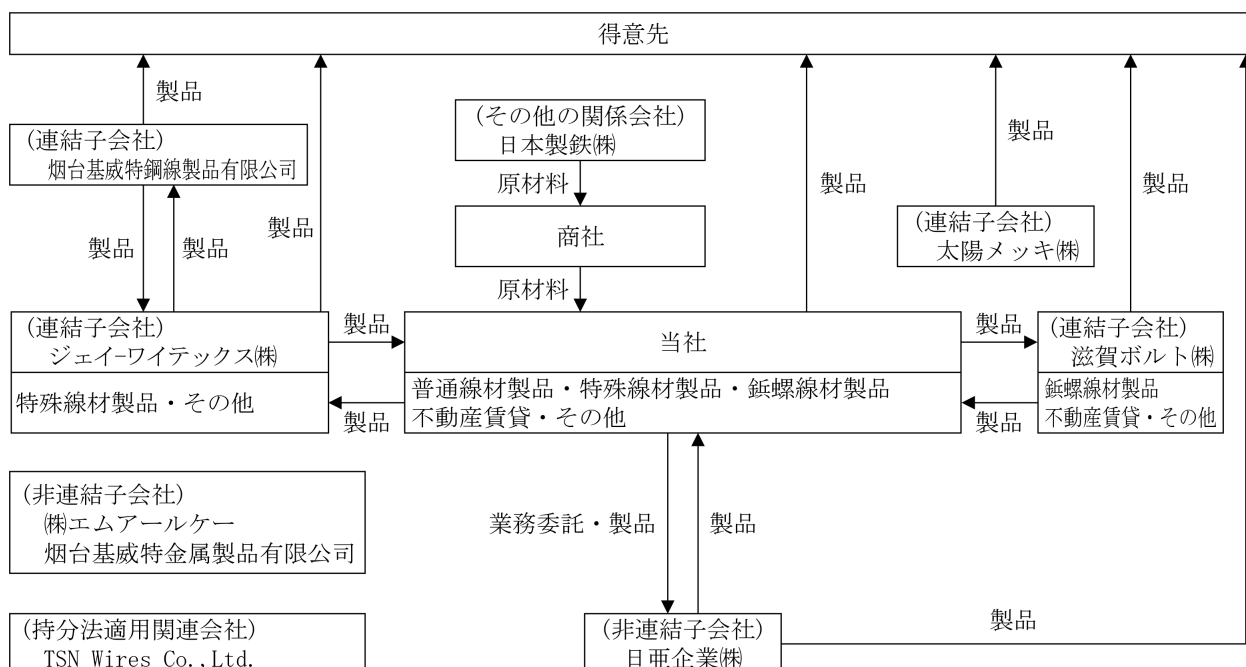 得意先
製品
(連結子会社)
烟台基威特鋼線製品有限公司
製品
製品
製品
(その他の関係会社)
日本製鉄㈱
原材料
商社
原材料
製品
製品
(連結子会社)
太陽メッキ㈱
(連結子会社)
ジェイ-ワイテックス㈱
特殊線材製品・その他
製品
製品
当社
普通線材製品・特殊線材製品・鋲螺線材製品
不動産賃貸・その他
製品
製品
(連結子会社)
滋賀ボルト㈱
鋲螺線材製品
不動産賃貸・その他
(非連結子会社)
㈱エムアールケー
烟台基威特金属製品有限公司
業務委託・製品
製品
(持分法適用関連会社)
TSN Wires Co.,Ltd.
(非連結子会社)
日亜企業㈱
製品